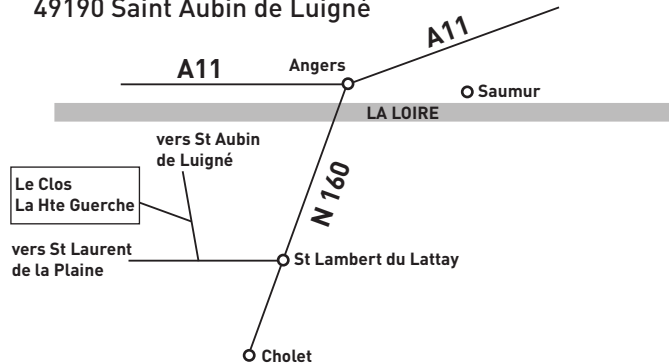 49190 Saint Aubin de Luigné
A11
A11
Angers
Saumur
LA LOIRE
vers St Aubin
de Luigné
Le Clos
La Hte Guerche
N 160
vers St Laurent
de la Plaine
St Lambert du Lattay
Cholet